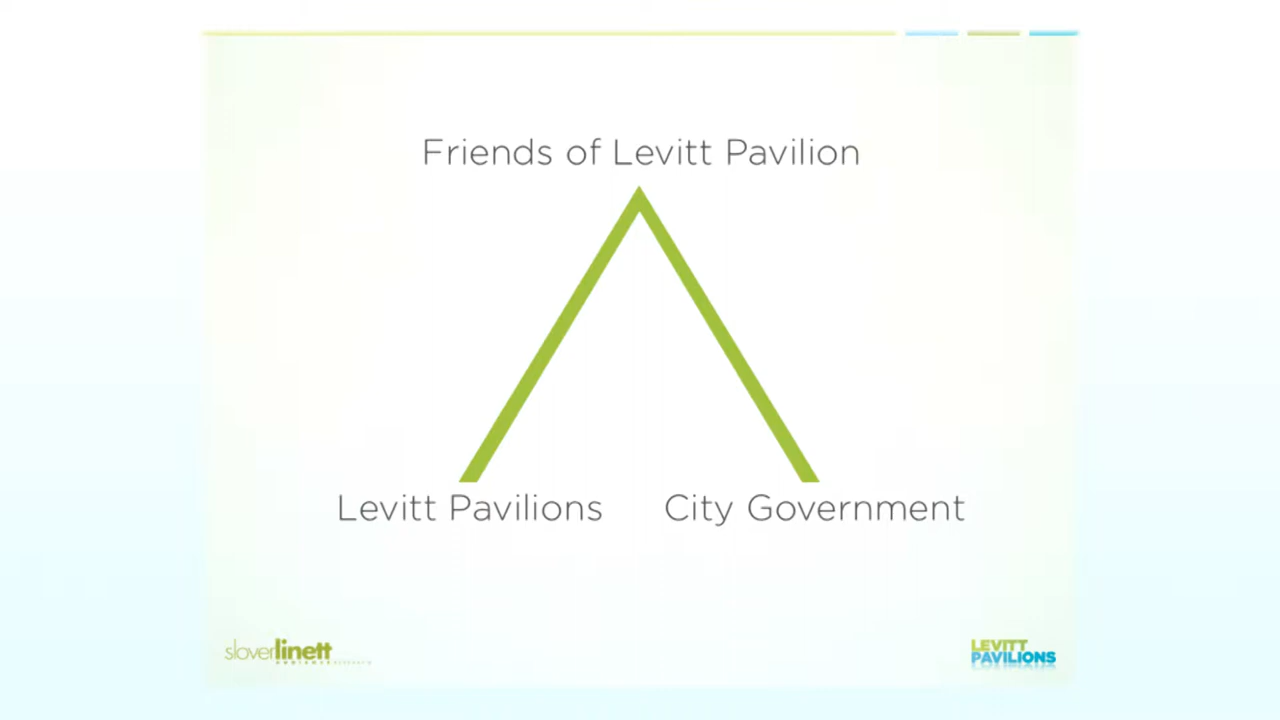 Friends of Levitt Pavilion
Levitt Pavilions
City Government
sloverlinett
LEVITT
PAVILIONS